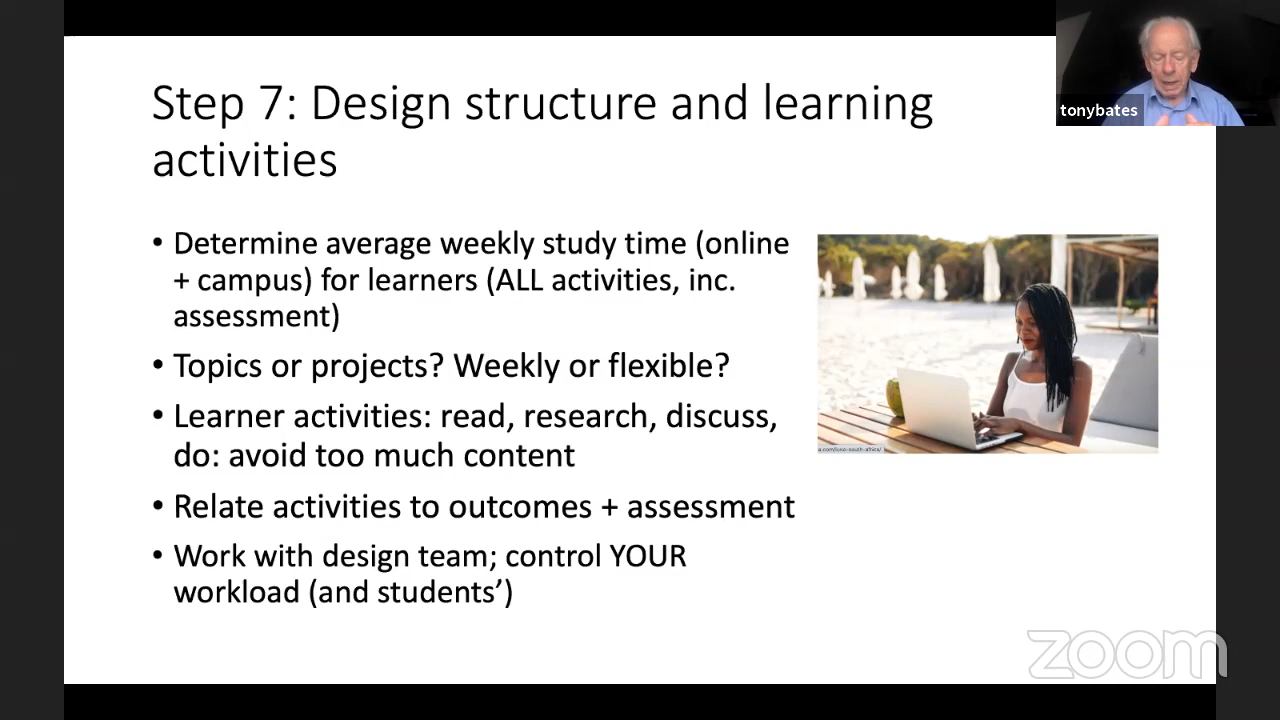 Step 7: Design structure and learning
activities
tonybates
• Determine average weekly study time (online
+ campus) for learners (ALL activities, inc.
assessment)
• Topics or projects? Weekly or flexible?
• Learner activities: read, research, discuss,
do: avoid too much content
• Relate activities to outcomes + assessment
• Work with design team; control YOUR
workload (and students’)
zoom